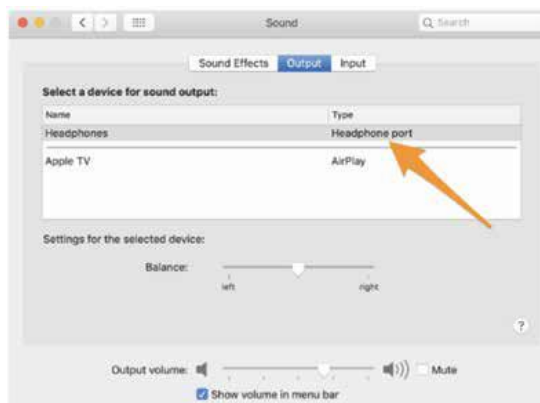 Sound
Search
Sound Effects Output Input
Select a device for sound output:
Name Type
Headphones Headphone port
Apple TV AirPlay
Settings for the selected device:
Balance:
left right
?
Output volume: Mute
Show volume in menu bar